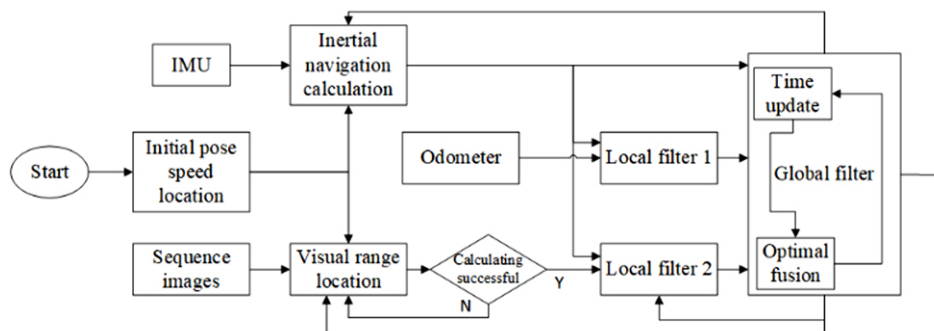 Inertial
navigation
calculation
IMU
Time
update
Initial pose
speed
location
Start
Odometer
Local filter 1
Global filter
Sequence
images
Visual range
location
Calculating
successful
Y
N
Local filter 2
Optimal
fusion